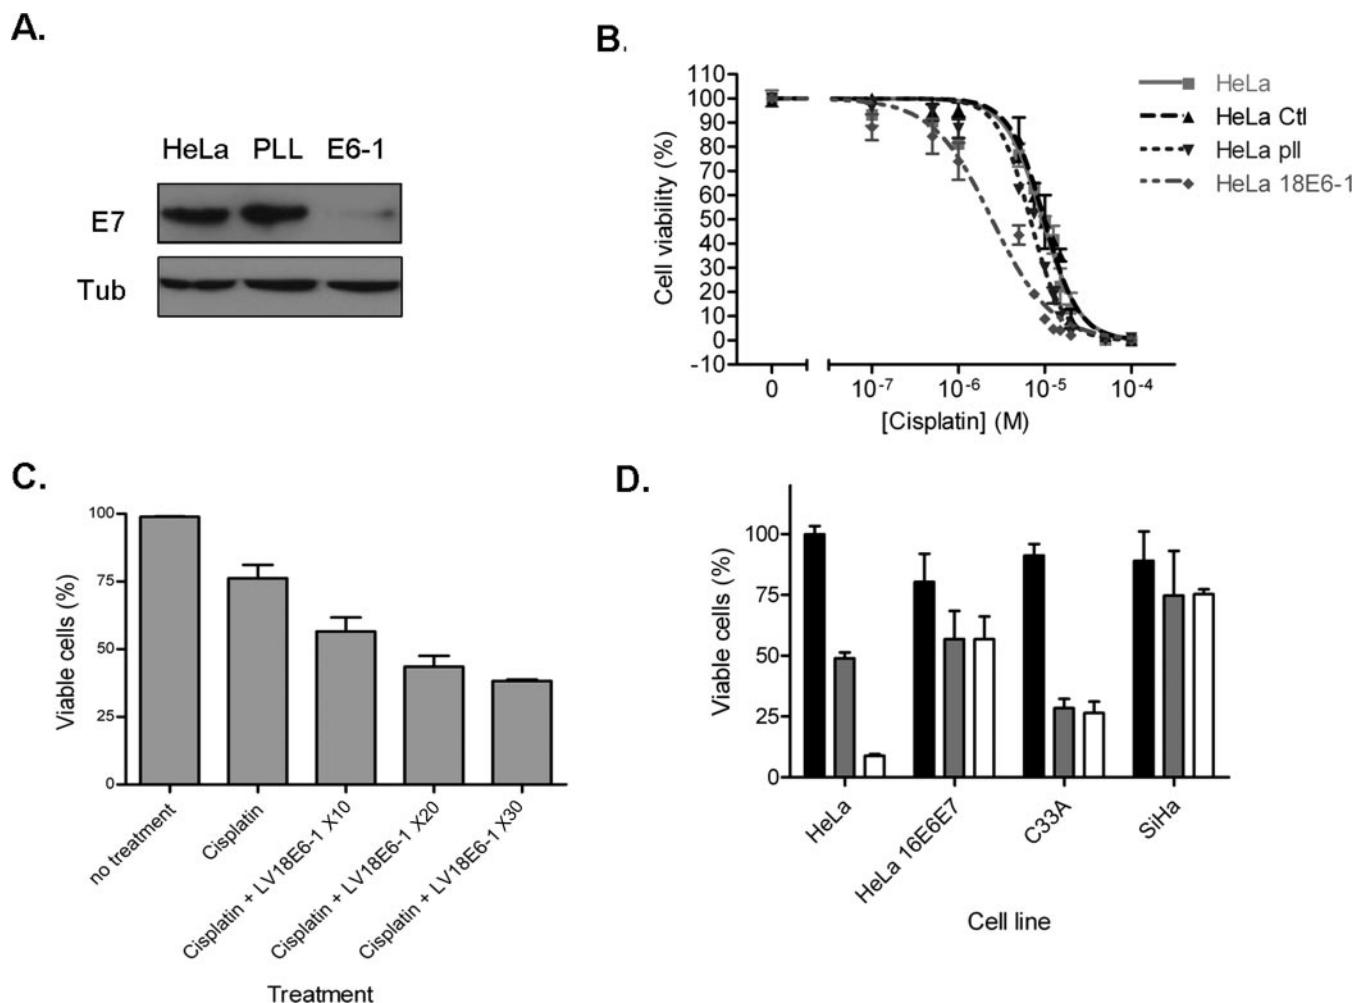 A.
HeLa PLL E6-1
E7
Tub
B.
110
100
90
80
70
60
50
40
30
20
10
0
-10
Cell viability (%)
0 10-7 10-6 10-5 10-4
[Cisplatin] (M)
HeLa
HeLa Ctl
HeLa pll
HeLa 18E6-1
C.
100
75
50
25
0
Viable cells (%)
no treatment
Cisplatin
Cisplatin + LV18E6-1 X10
Cisplatin + LV18E6-1 X20
Cisplatin + LV18E6-1 X30
Treatment
D.
100
75
50
25
0
Viable cells (%)
HeLa
HeLa 16E6E7
C33A
SiHa
Cell line